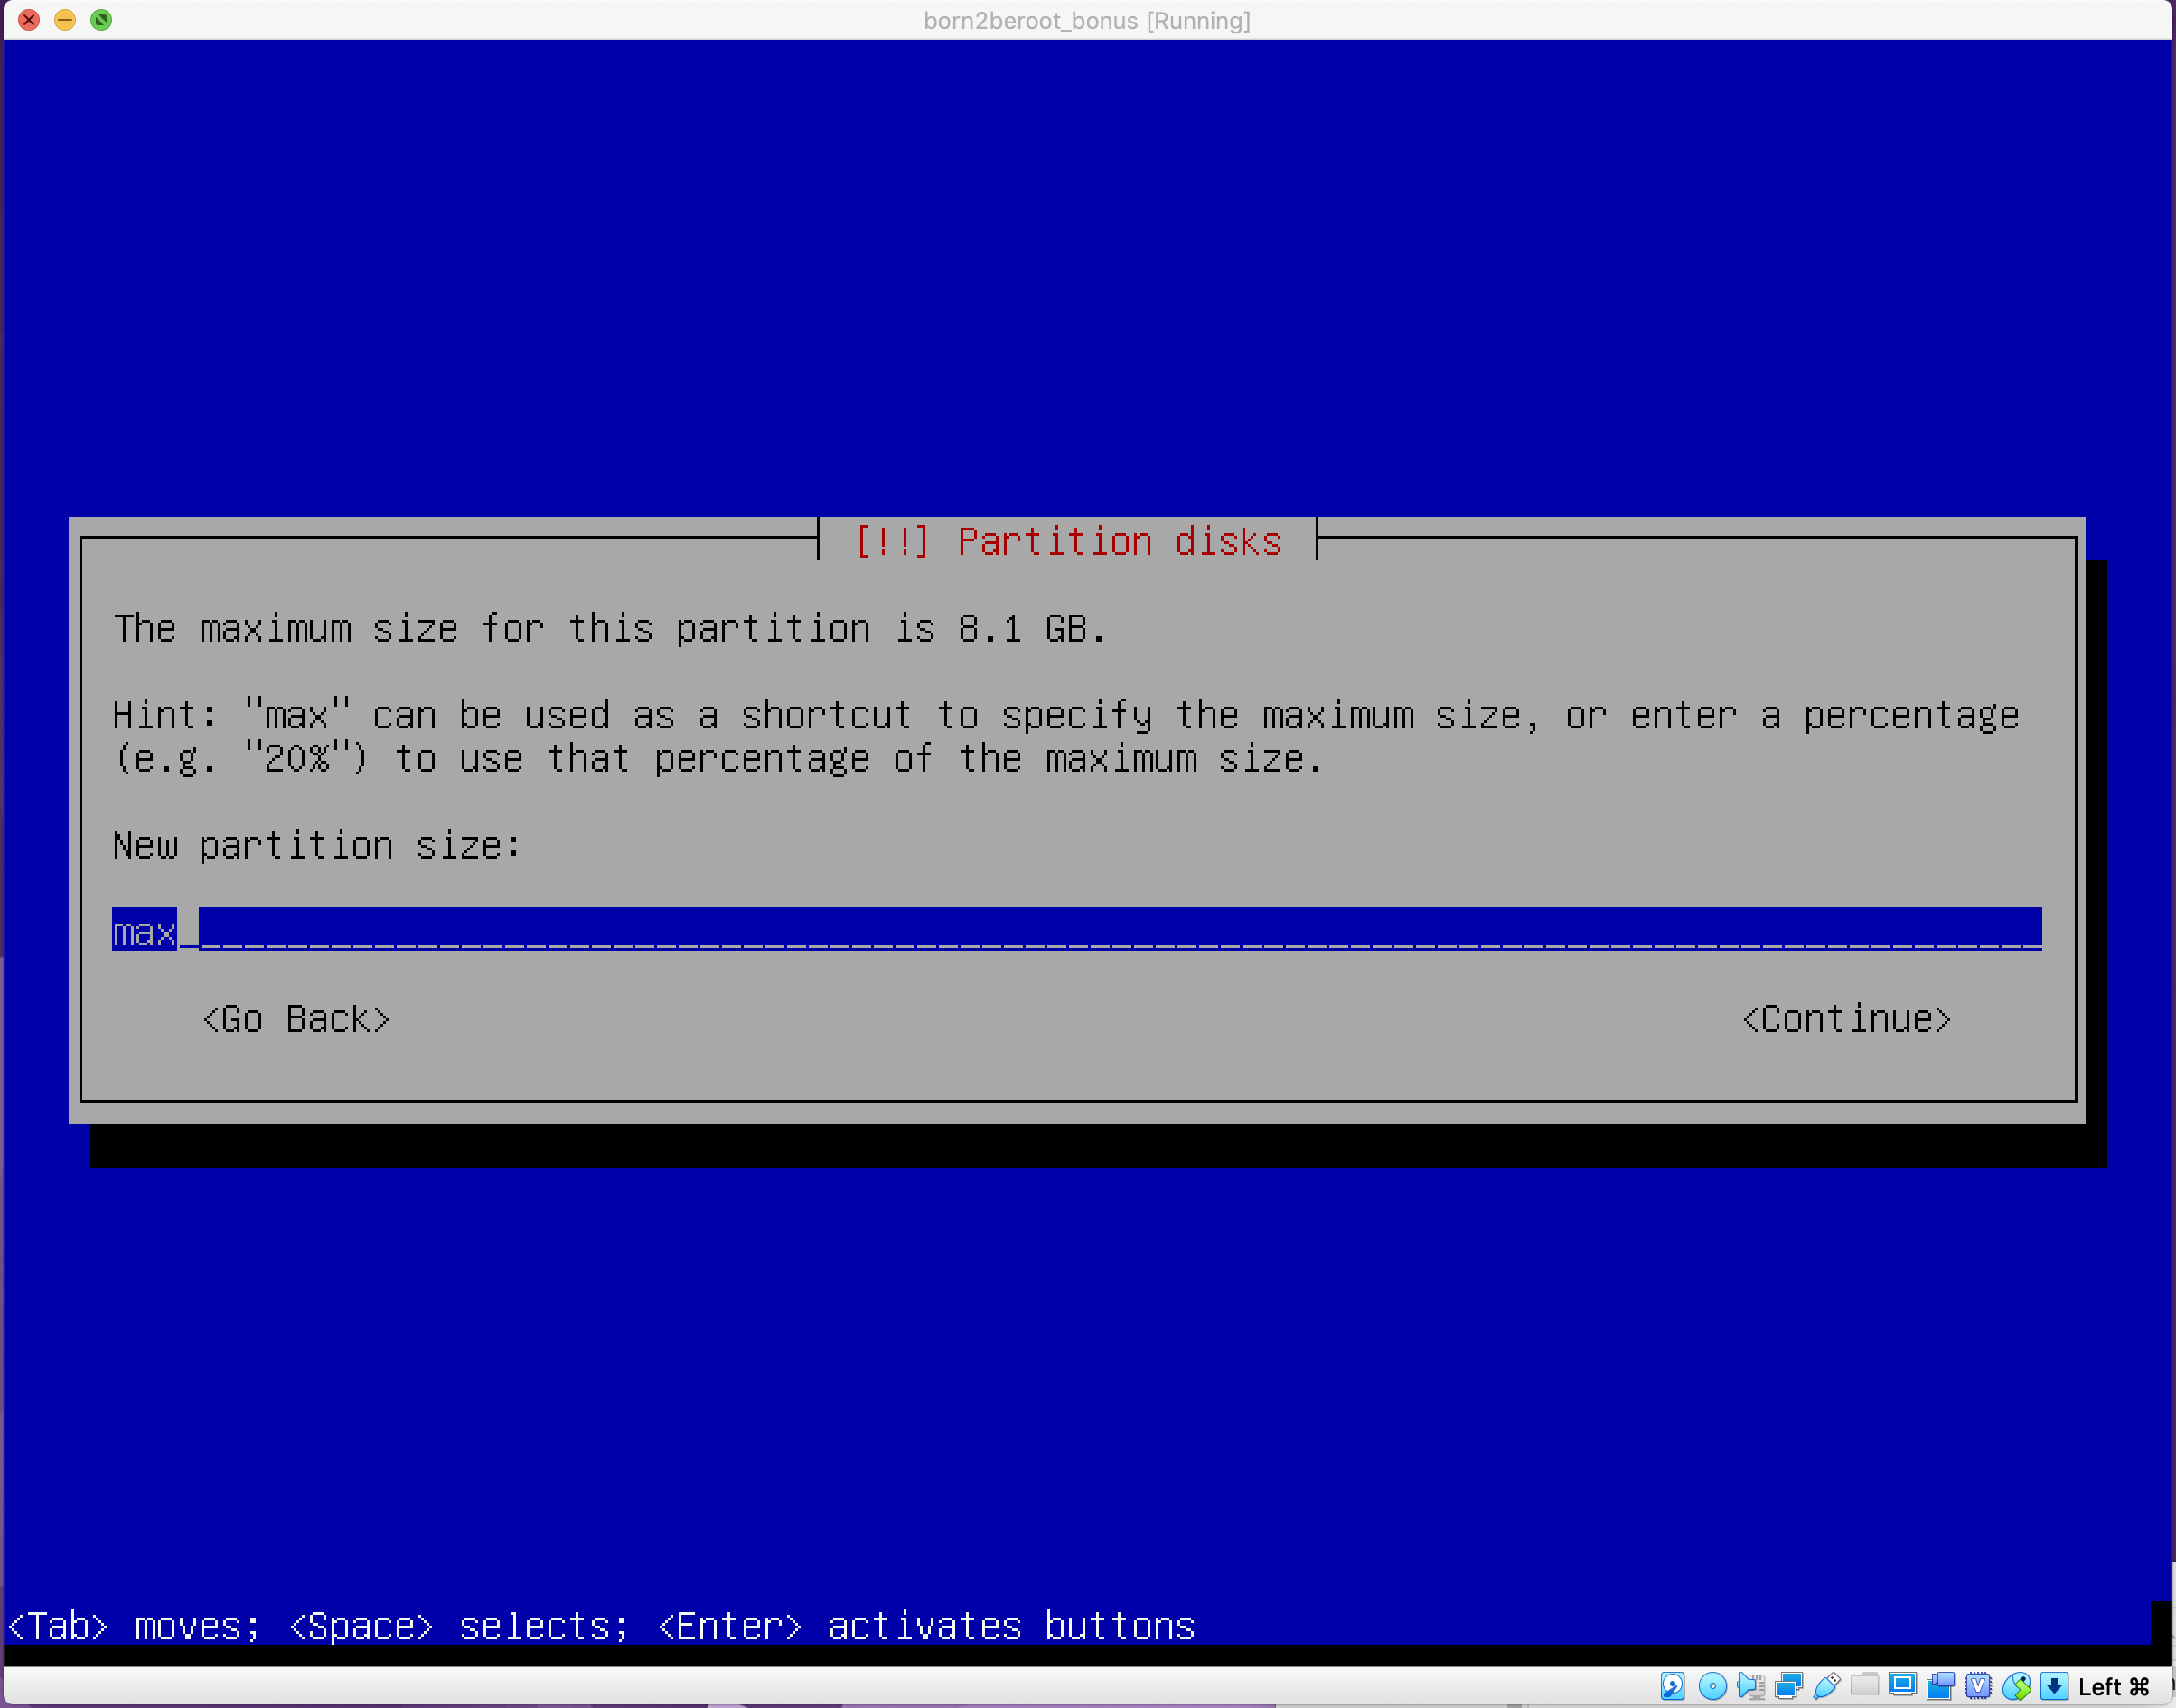 born2beroot_bonus [Running]
[!!] Partition disks
The maximum size for this partition is 8.1 GB.
Hint: "max" can be used as a shortcut to specify the maximum size, or enter a percentage
(e.g. "20%") to use that percentage of the maximum size.
New partition size:
max
<Go Back>
<Continue>
<Tab> moves; <Space> selects; <Enter> activates buttons
Left ⌘